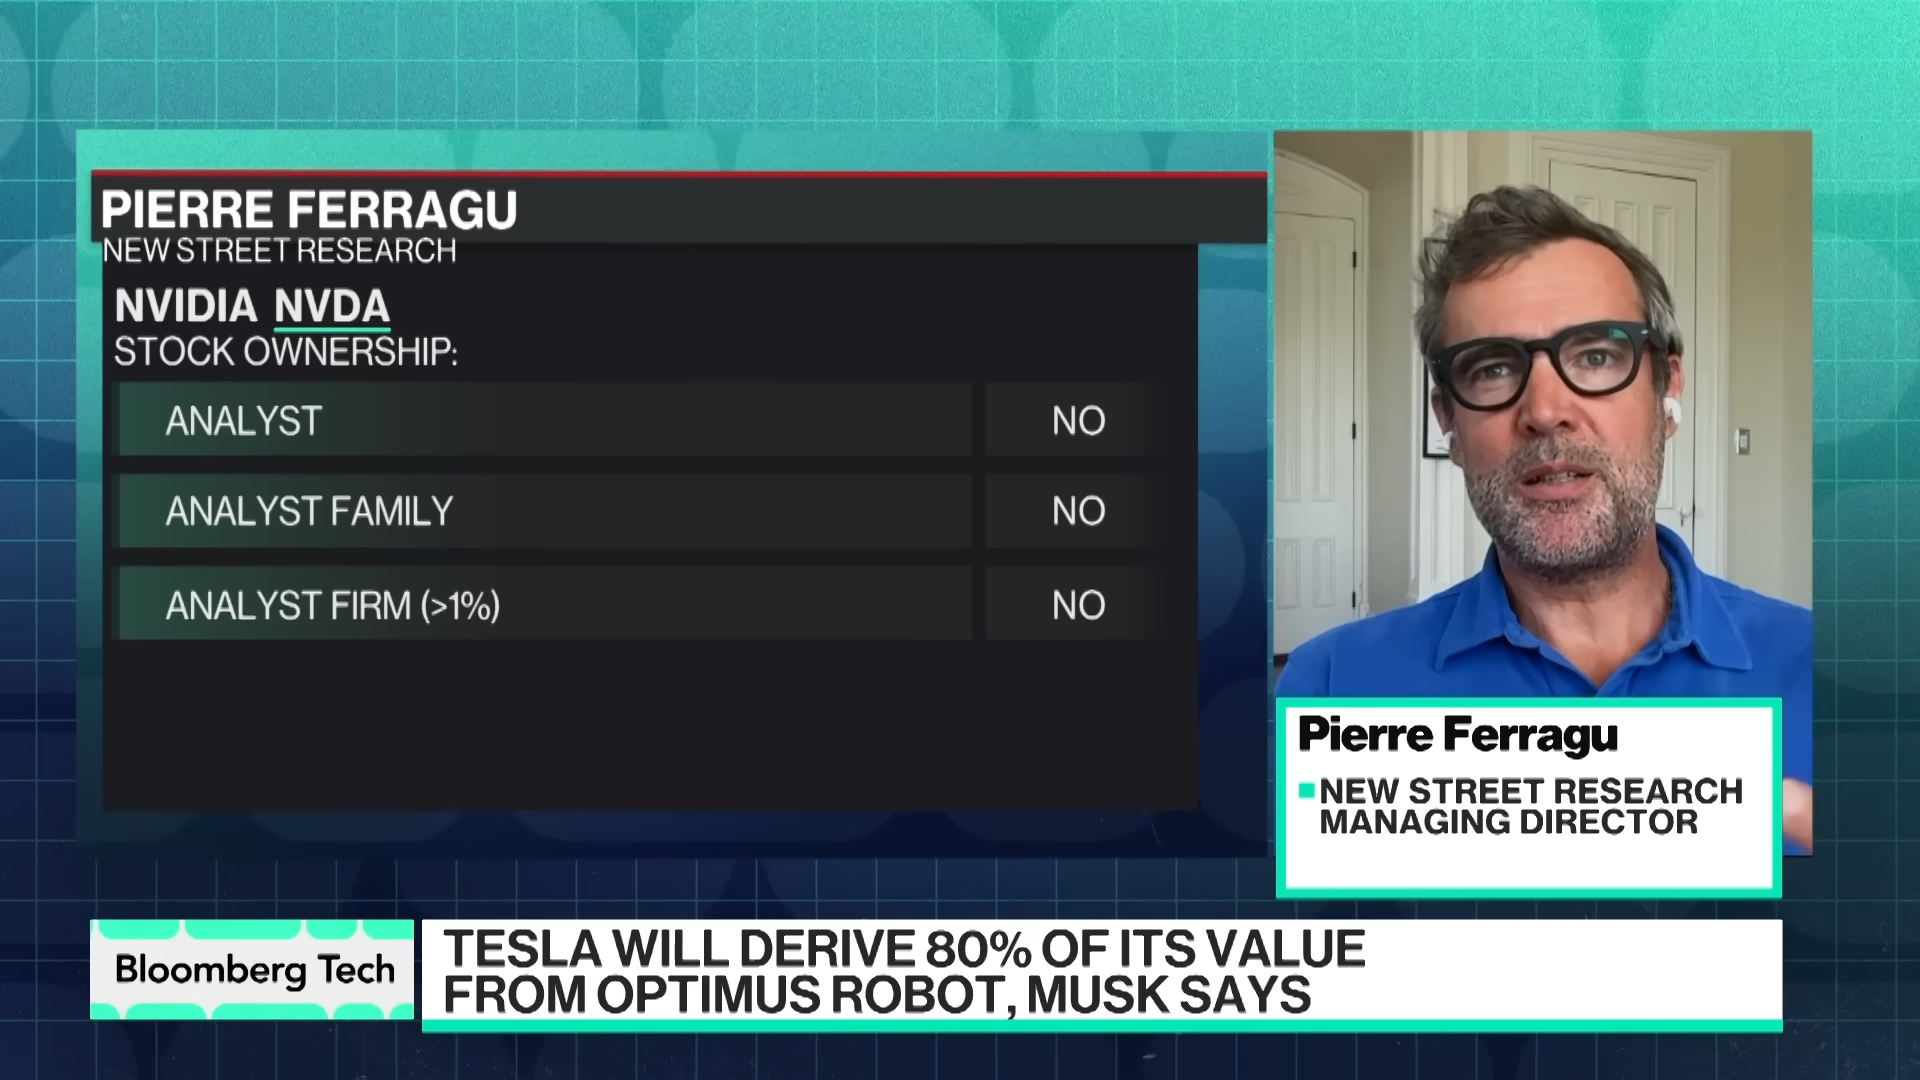 PIERRE FERRAGU
NEW STREET RESEARCH
NVIDIA NVDA
STOCK OWNERSHIP:
ANALYST NO
ANALYST FAMILY NO
ANALYST FIRM (>1%) NO
Pierre Ferragu
NEW STREET RESEARCH
MANAGING DIRECTOR
Bloomberg Tech
TESLA WILL DERIVE 80% OF ITS VALUE
FROM OPTIMUS ROBOT, MUSK SAYS